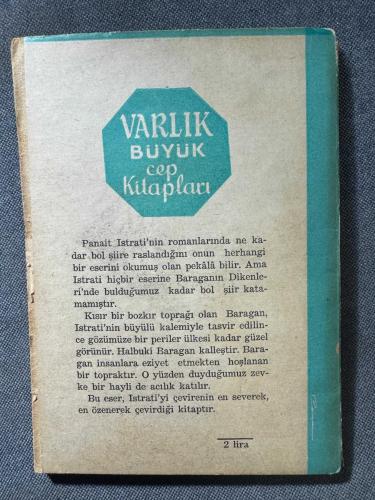 VARLIK
BÜYÜK
cep
Kitapları
Panait Istrati'nin romanlarında ne ka-
dar bol şiire raslandığını onun herhangi
bir eserini okumuş olan pekâlâ bilir. Ama
Istrati hiçbir eserine Baraganın Dikenle-
ri'nde bulduğumuz kadar bol şiir kata-
mamıştır.
Kısır bir bozkır toprağı olan Baragan,
Istrati'nin büyülü kalemiyle tasvir edilin-
ce gözümüze bir periler ülkesi kadar güzel
görünür. Halbuki Baragan kalleştir. Bara-
gan insanlara eziyet etmekten hoşlanan
bir topraktır. O yüzden duyduğumuz zev-
ke bir hayli de acılık katılır.
Bu eser, Istrati'yi çevirenin en severek,
en özenerek çevirdiği kitaptır.
2 lira